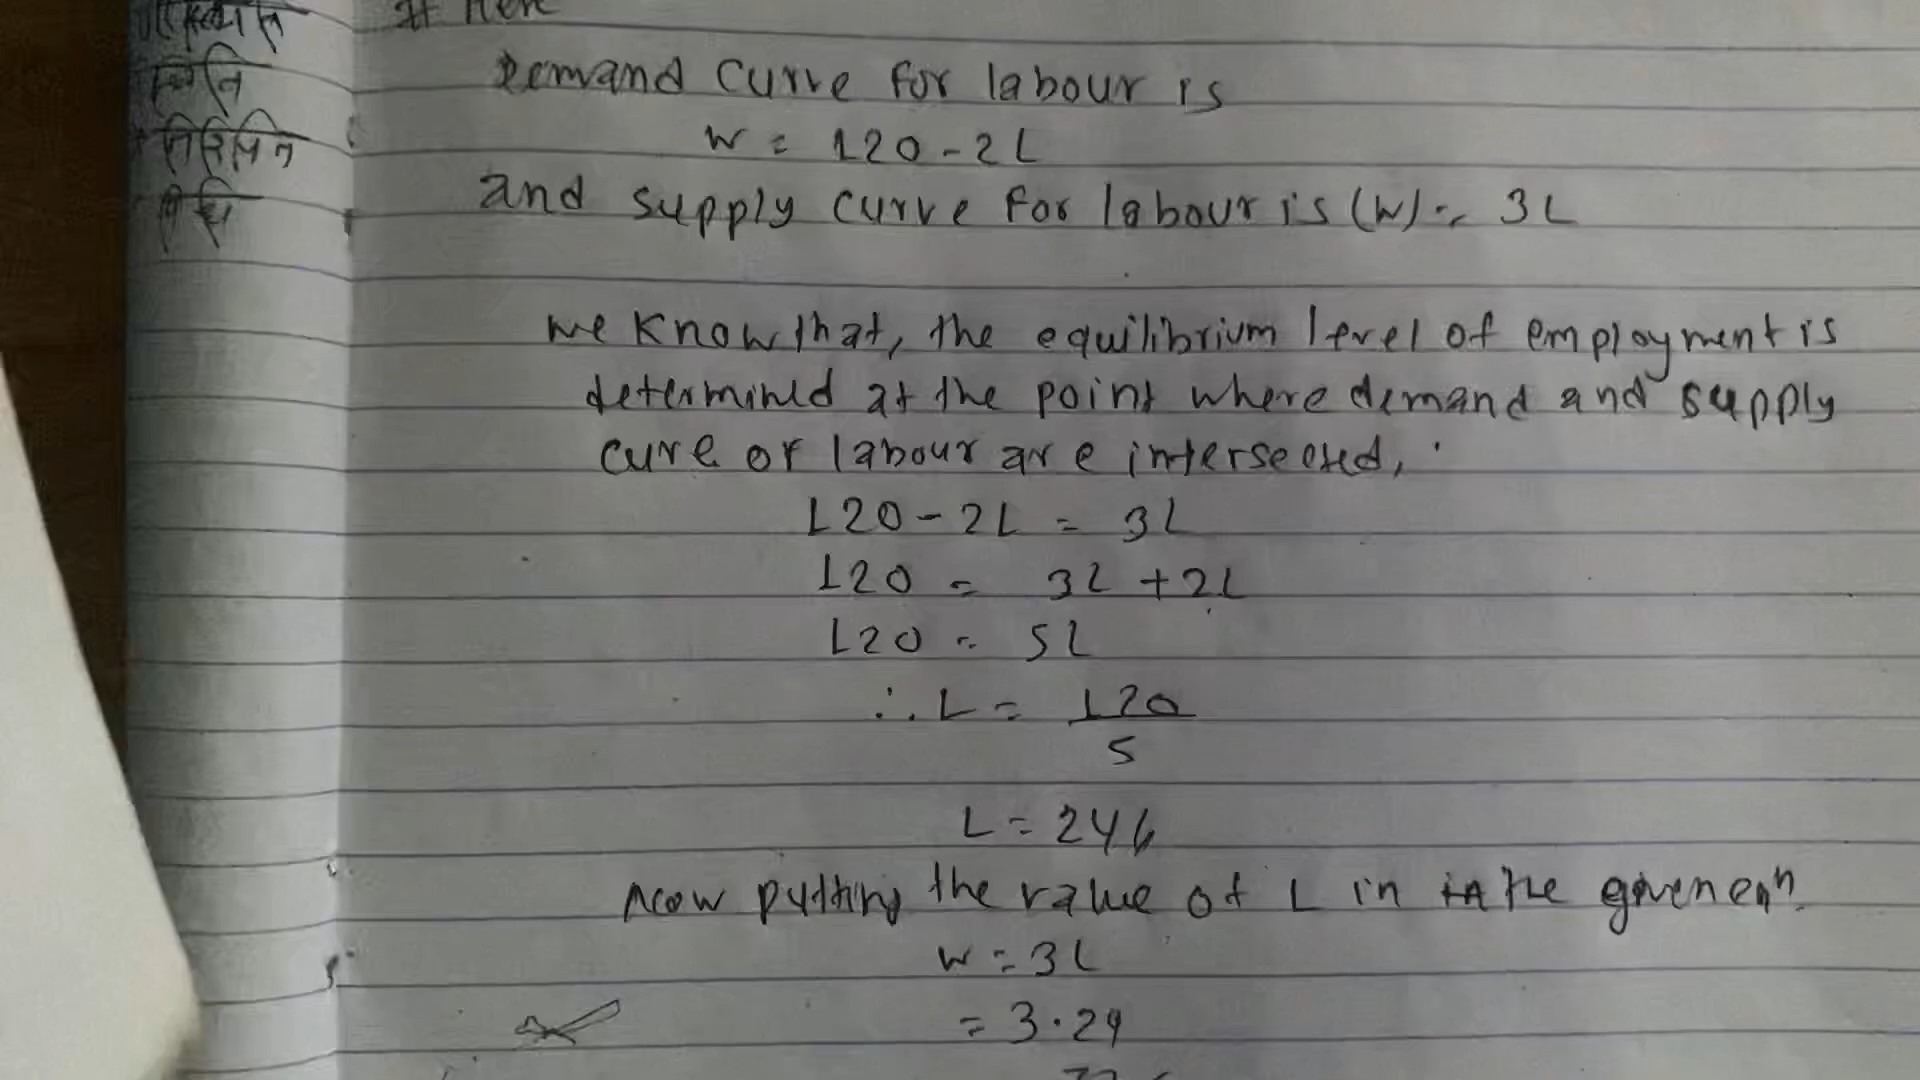 # Here
Demand curve for labour is
W = 120 - 2L
and supply curve for labour is (W) = 3L
we know that, the equilibrium level of employment is
determined at the point where demand and supply
curve of labour are intersected,
120 - 2L = 3L
120 = 3L + 2L
120 = 5L
∴ L = 120
5
L = 24
Now putting the value of L in the given eqn.
W = 3L
= 3.24